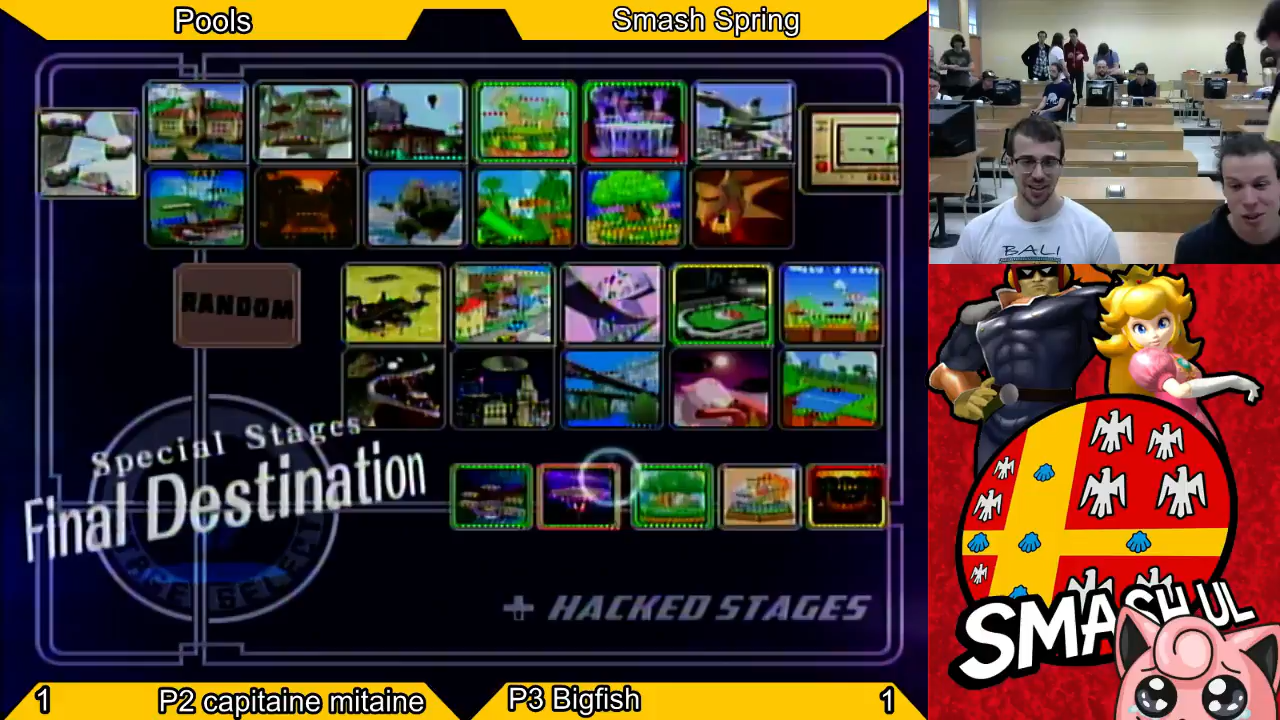 Pools
Smash Spring
RANDOM
Special Stages
Final Destination
+ HACKED STAGES
BALI
SMASH UL
1
P2 capitaine mitaine
P3 Bigfish
1